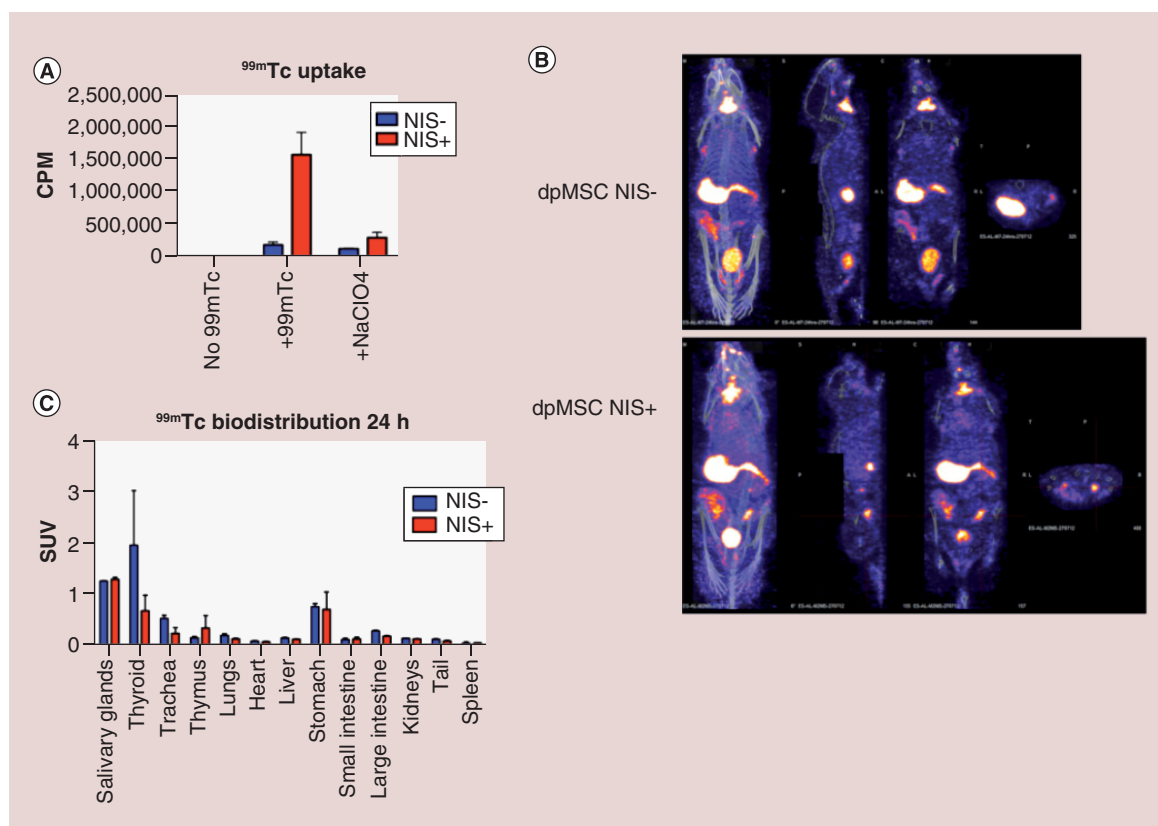 A
99mTc uptake
2,500,000
2,000,000
1,500,000
1,000,000
500,000
0
CPM
NIS-
NIS+
No 99mTc
+99mTc
+NaClO4
B
dpMSC NIS-
dpMSC NIS+
C
99mTc biodistribution 24 h
4
3
2
1
0
SUV
NIS-
NIS+
Salivary glands
Thyroid
Trachea
Thymus
Lungs
Heart
Liver
Stomach
Small intestine
Large intestine
Kidneys
Tail
Spleen